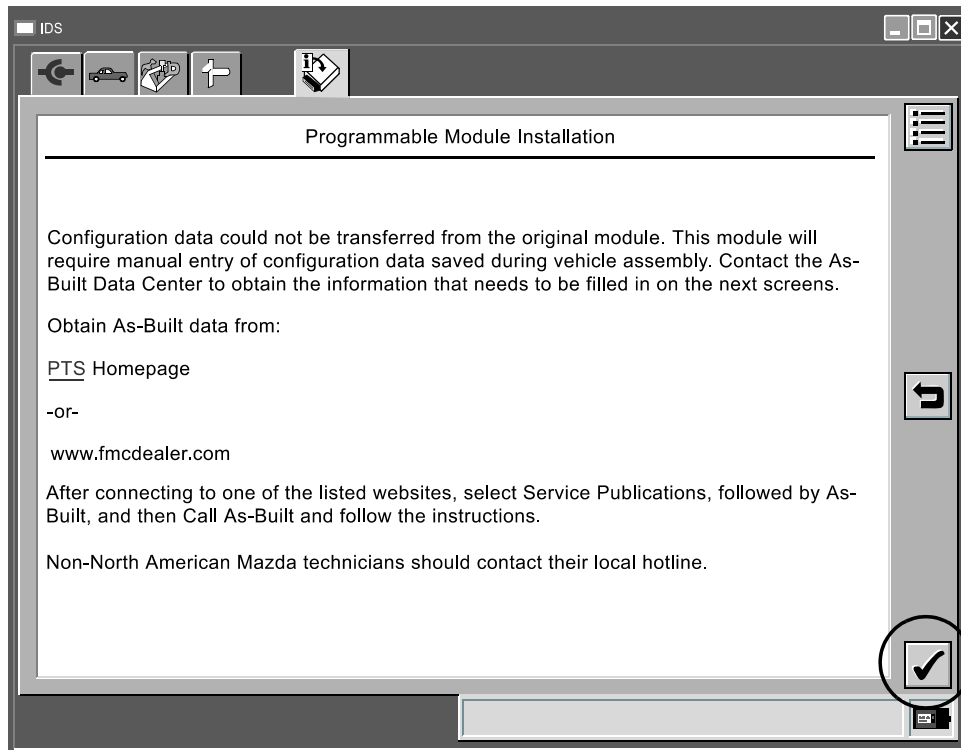 IDS
Programmable Module Installation
Configuration data could not be transferred from the original module. This module will
require manual entry of configuration data saved during vehicle assembly. Contact the As-
Built Data Center to obtain the information that needs to be filled in on the next screens.
Obtain As-Built data from:
PTS Homepage
-or-
www.fmcdealer.com
After connecting to one of the listed websites, select Service Publications, followed by As-
Built, and then Call As-Built and follow the instructions.
Non-North American Mazda technicians should contact their local hotline.